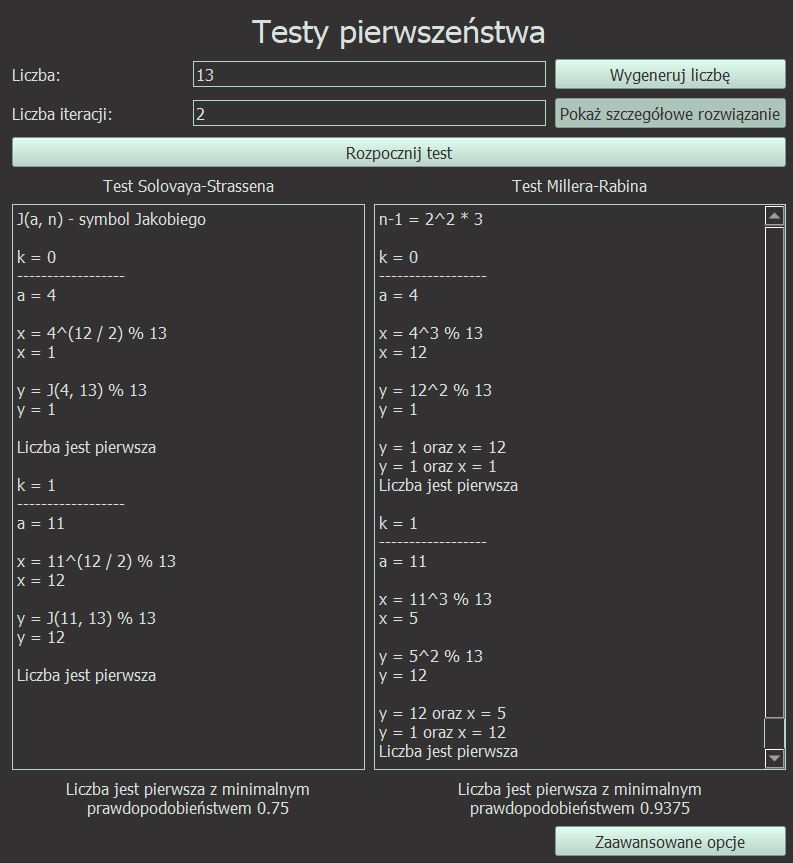 Testy pierwszeństwa
Liczba:
13
Wygeneruj liczbę
Liczba iteracji:
2
Pokaż szczegółowe rozwiązanie
Rozpocznij test
Test Solovaya-Strassena
J(a, n) - symbol Jakobiego
k = 0
------------------
a = 4
x = 4^(12 / 2) % 13
x = 1
y = J(4, 13) % 13
y = 1
Liczba jest pierwsza
k = 1
------------------
a = 11
x = 11^(12 / 2) % 13
x = 12
y = J(11, 13) % 13
y = 12
Liczba jest pierwsza
Liczba jest pierwsza z minimalnym
prawdopodobieństwem 0.75
Test Millera-Rabina
n-1 = 2^2 * 3
k = 0
------------------
a = 4
x = 4^3 % 13
x = 12
y = 12^2 % 13
y = 1
y = 1 oraz x = 12
y = 1 oraz x = 1
Liczba jest pierwsza
k = 1
------------------
a = 11
x = 11^3 % 13
x = 5
y = 5^2 % 13
y = 12
y = 12 oraz x = 5
y = 1 oraz x = 12
Liczba jest pierwsza
Liczba jest pierwsza z minimalnym
prawdopodobieństwem 0.9375
Zaawansowane opcje